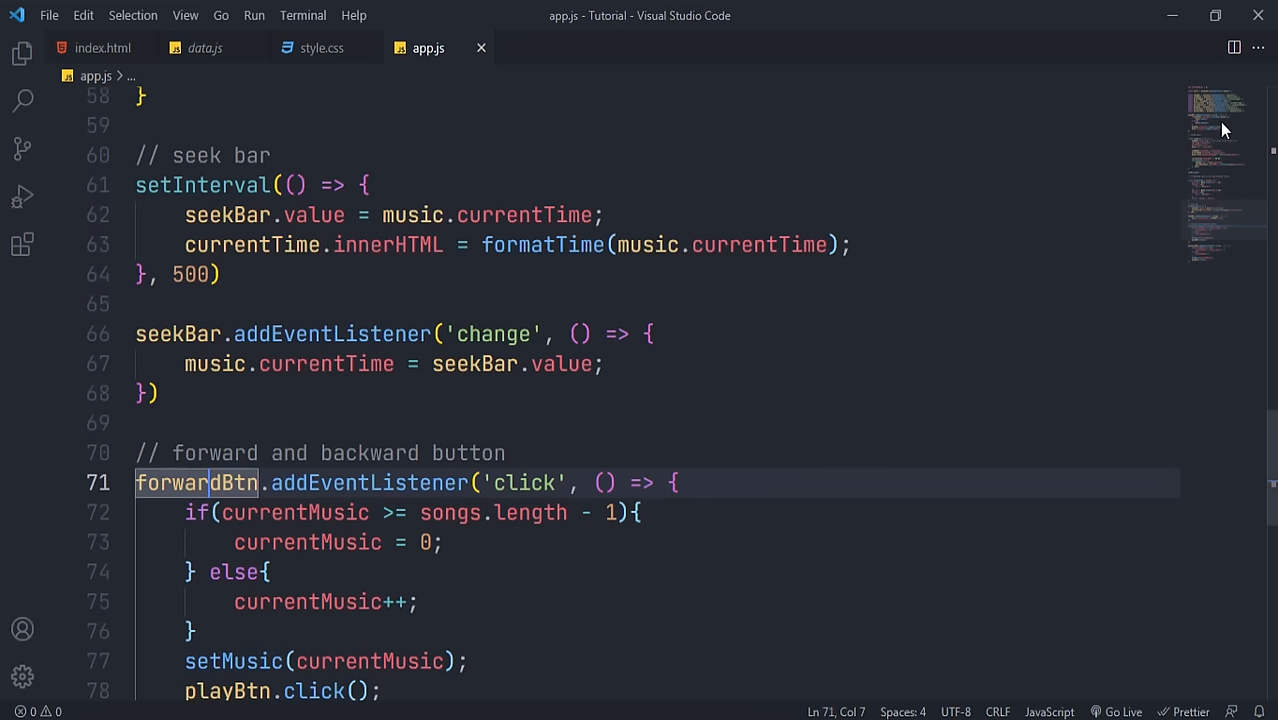 File Edit Selection View Go Run Terminal Help app.js - Tutorial - Visual Studio Code
index.html data.js style.css app.js
app.js > ...
58 }
59
60 // seek bar
61 setInterval(() => {
62     seekBar.value = music.currentTime;
63     currentTime.innerHTML = formatTime(music.currentTime);
64 }, 500)
65
66 seekBar.addEventListener('change', () => {
67     music.currentTime = seekBar.value;
68 })
69
70 // forward and backward button
71 forwardBtn.addEventListener('click', () => {
72     if(currentMusic >= songs.length - 1){
73         currentMusic = 0;
74     } else{
75         currentMusic++;
76     }
77     setMusic(currentMusic);
78     playBtn.click();
0 0 Ln 71, Col 7 Spaces: 4 UTF-8 CRLF JavaScript Go Live Prettier